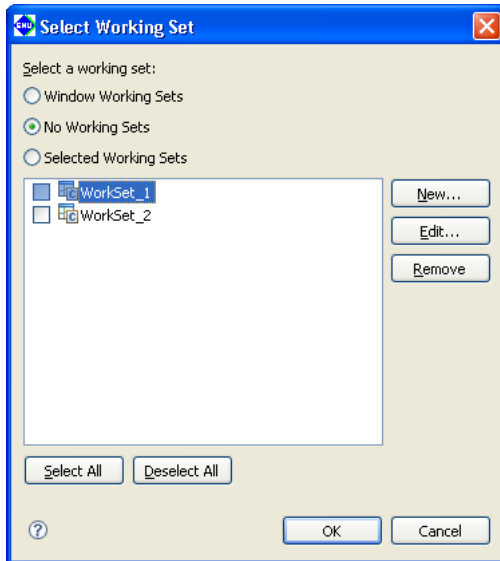 GNU Select Working Set
Select a working set:
Window Working Sets
No Working Sets
Selected Working Sets
WorkSet_1
WorkSet_2
New...
Edit...
Remove
Select All
Deselect All
?
OK
Cancel